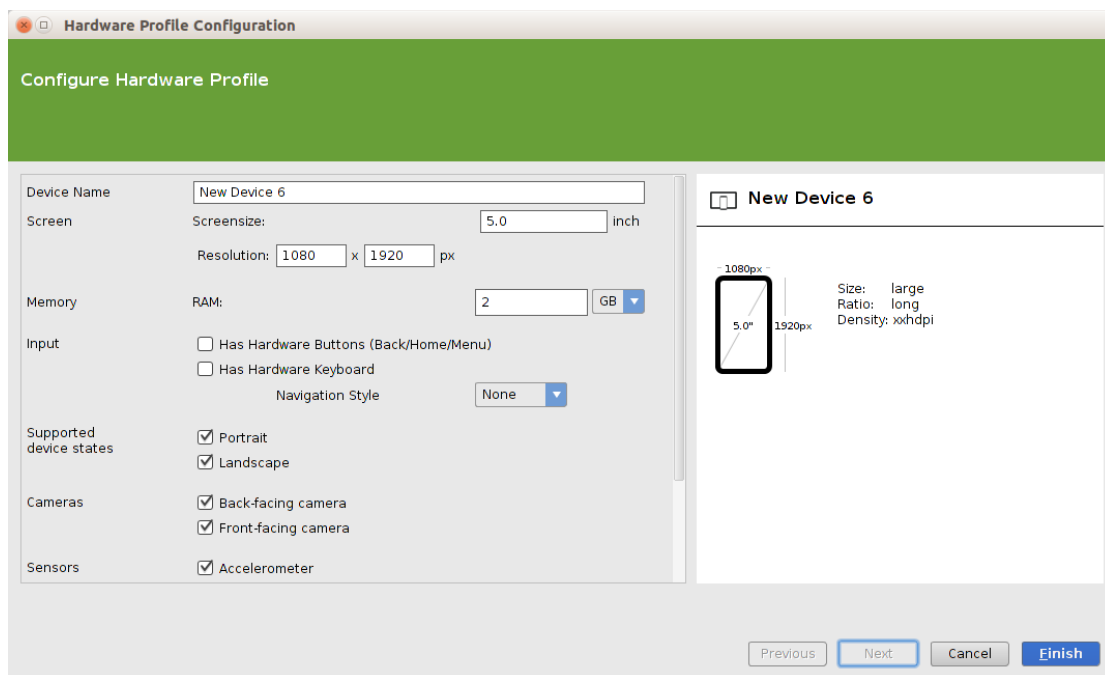 Hardware Profile Configuration
Configure Hardware Profile
Device Name New Device 6
Screen Screensize: 5.0 inch
Resolution: 1080 x 1920 px
Memory RAM: 2 GB
Input Has Hardware Buttons (Back/Home/Menu)
Has Hardware Keyboard
Navigation Style None
Supported
device states
Portrait
Landscape
Cameras Back-facing camera
Front-facing camera
Sensors Accelerometer
New Device 6
1080px
5.0" 1920px
Size: large
Ratio: long
Density: xxhdpi
Previous Next Cancel Finish